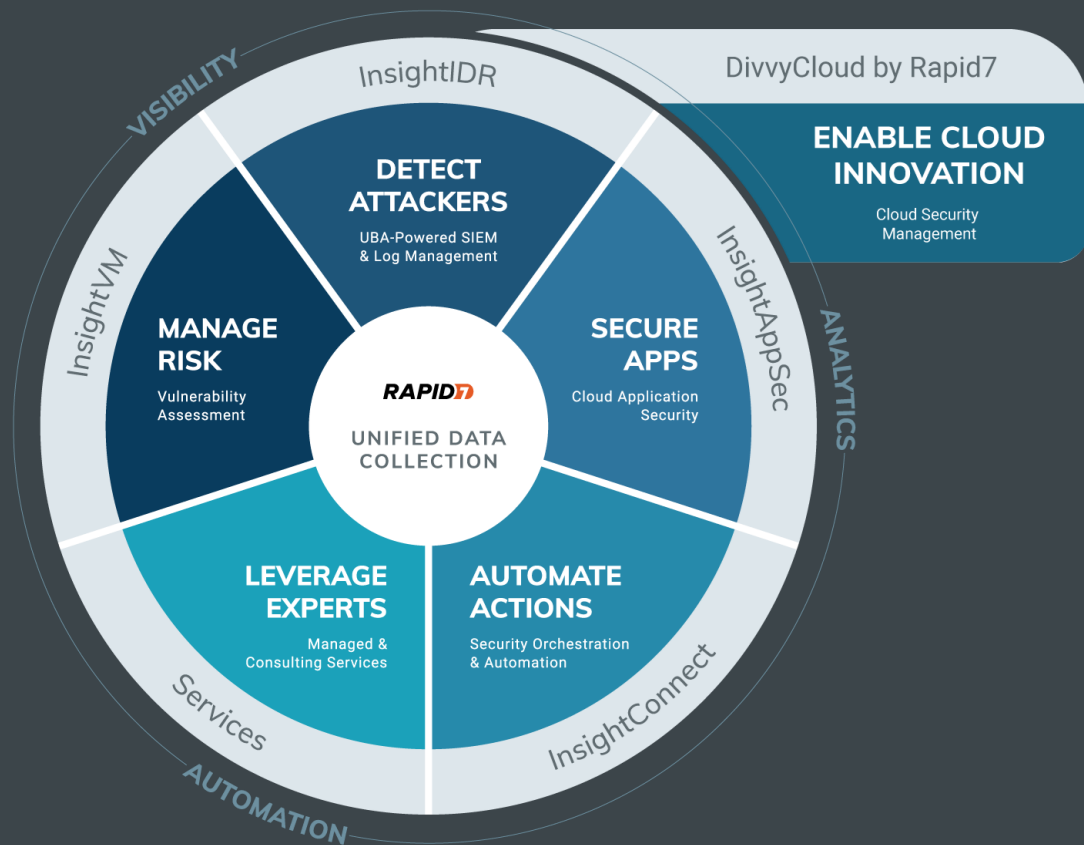 VISIBILITY
InsightIDR
DivvyCloud by Rapid7
ENABLE CLOUD
INNOVATION
Cloud Security
Management
DETECT
ATTACKERS
UBA-Powered SIEM
& Log Management
InsightVM
MANAGE
RISK
Vulnerability
Assessment
SECURE
APPS
Cloud Application
Security
InsightAppSec
ANALYTICS
RAPID7
UNIFIED DATA
COLLECTION
LEVERAGE
EXPERTS
Managed &
Consulting Services
AUTOMATE
ACTIONS
Security Orchestration
& Automation
Services
InsightConnect
AUTOMATION